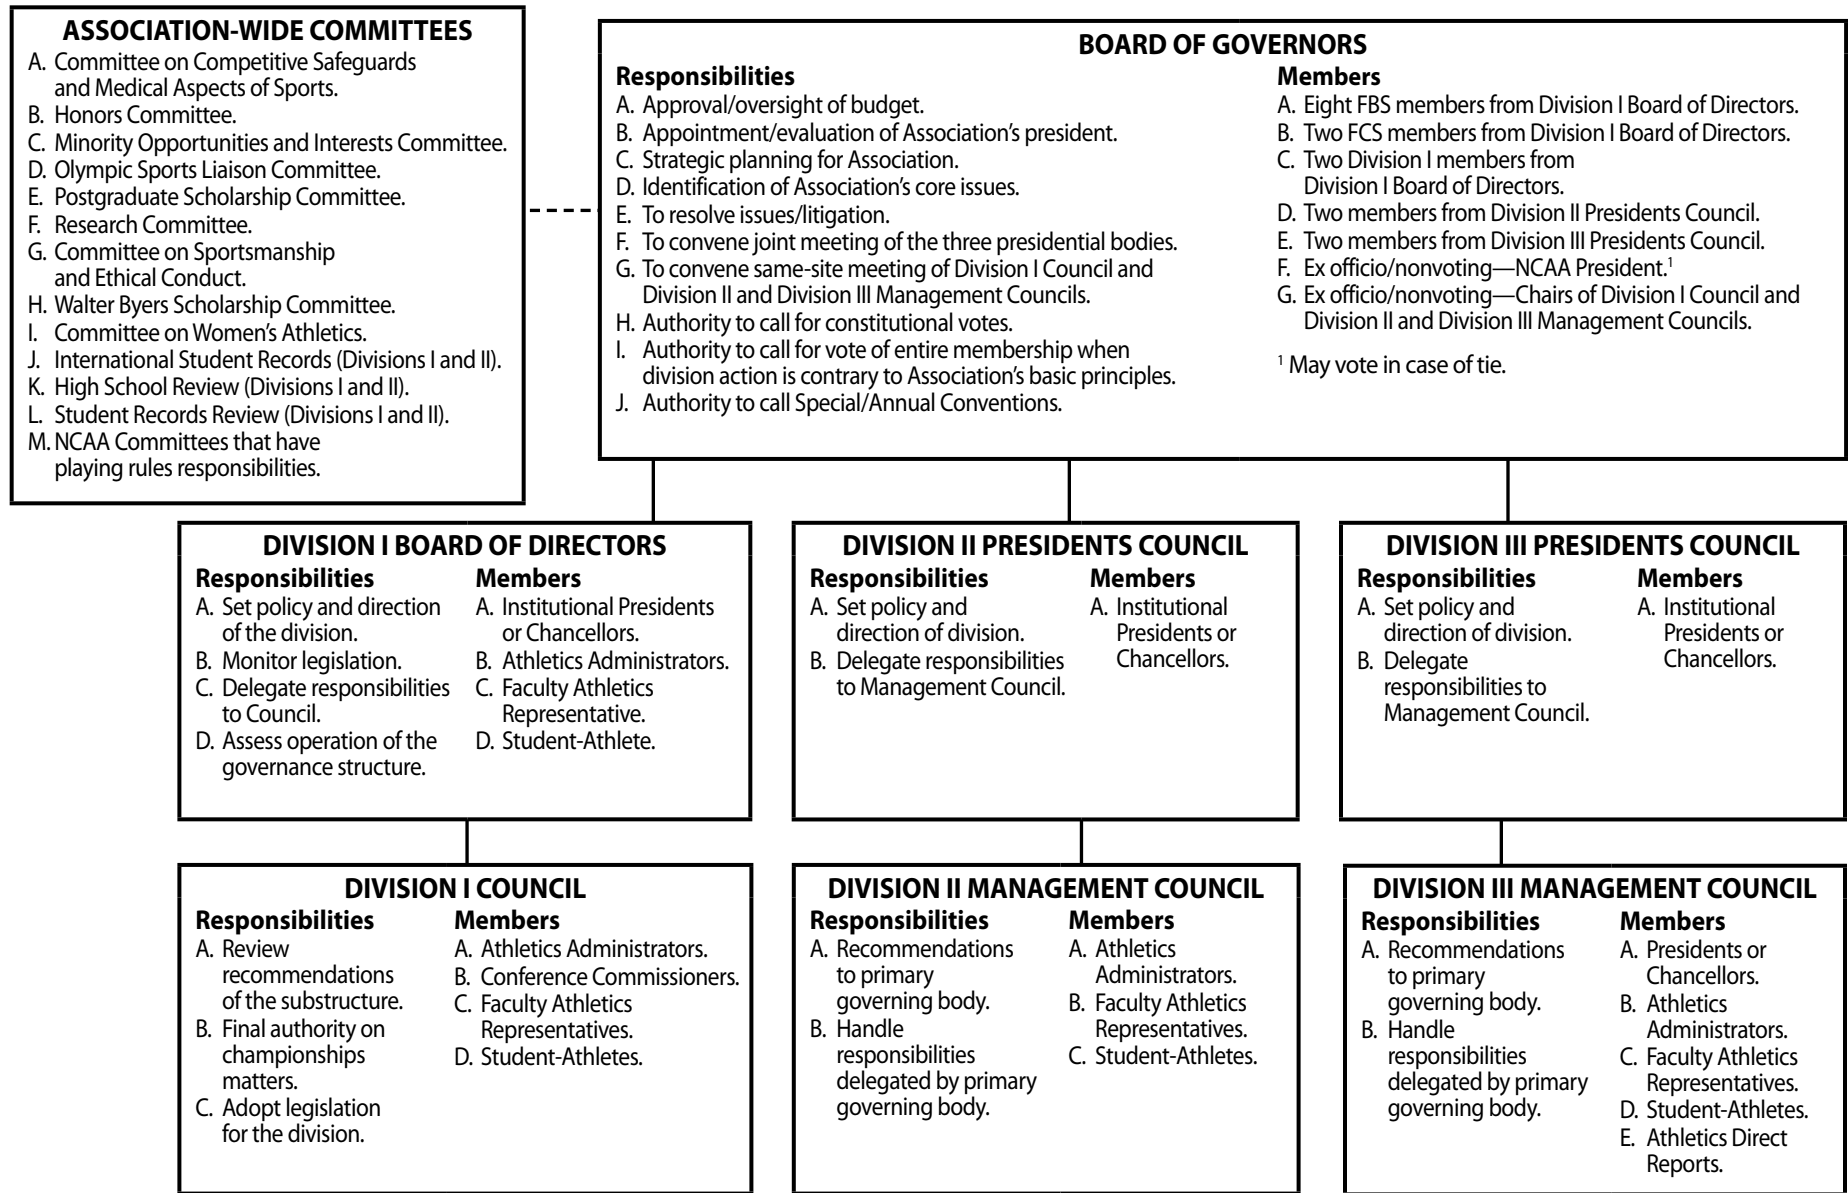 ASSOCIATION-WIDE COMMITTEES
A. Committee on Competitive Safeguards
and Medical Aspects of Sports.
B. Honors Committee.
C. Minority Opportunities and Interests Committee.
D. Olympic Sports Liaison Committee.
E. Postgraduate Scholarship Committee.
F. Research Committee.
G. Committee on Sportsmanship
and Ethical Conduct.
H. Walter Byers Scholarship Committee.
I. Committee on Women’s Athletics.
J. International Student Records (Divisions I and II).
K. High School Review (Divisions I and II).
L. Student Records Review (Divisions I and II).
M. NCAA Committees that have
playing rules responsibilities.
BOARD OF GOVERNORS
Responsibilities
A. Approval/oversight of budget.
B. Appointment/evaluation of Association’s president.
C. Strategic planning for Association.
D. Identification of Association’s core issues.
E. To resolve issues/litigation.
F. To convene joint meeting of the three presidential bodies.
G. To convene same-site meeting of Division I Council and
Division II and Division III Management Councils.
H. Authority to call for constitutional votes.
I. Authority to call for vote of entire membership when
division action is contrary to Association’s basic principles.
J. Authority to call Special/Annual Conventions.
Members
A. Eight FBS members from Division I Board of Directors.
B. Two FCS members from Division I Board of Directors.
C. Two Division I members from
Division I Board of Directors.
D. Two members from Division II Presidents Council.
E. Two members from Division III Presidents Council.
F. Ex officio/nonvoting—NCAA President.¹
G. Ex officio/nonvoting—Chairs of Division I Council and
Division II and Division III Management Councils.
¹ May vote in case of tie.
DIVISION I BOARD OF DIRECTORS
Responsibilities
A. Set policy and direction
of the division.
B. Monitor legislation.
C. Delegate responsibilities
to Council.
D. Assess operation of the
governance structure.
Members
A. Institutional Presidents
or Chancellors.
B. Athletics Administrators.
C. Faculty Athletics
Representative.
D. Student-Athlete.
DIVISION II PRESIDENTS COUNCIL
Responsibilities
A. Set policy and
direction of division.
B. Delegate responsibilities
to Management Council.
Members
A. Institutional
Presidents or
Chancellors.
DIVISION III PRESIDENTS COUNCIL
Responsibilities
A. Set policy and
direction of division.
B. Delegate
responsibilities to
Management Council.
Members
A. Institutional
Presidents or
Chancellors.
DIVISION I COUNCIL
Responsibilities
A. Review
recommendations
of the substructure.
B. Final authority on
championships
matters.
C. Adopt legislation
for the division.
Members
A. Athletics Administrators.
B. Conference Commissioners.
C. Faculty Athletics
Representatives.
D. Student-Athletes.
DIVISION II MANAGEMENT COUNCIL
Responsibilities
A. Recommendations
to primary
governing body.
B. Handle
responsibilities
delegated by primary
governing body.
Members
A. Athletics
Administrators.
B. Faculty Athletics
Representatives.
C. Student-Athletes.
DIVISION III MANAGEMENT COUNCIL
Responsibilities
A. Recommendations
to primary
governing body.
B. Handle
responsibilities
delegated by primary
governing body.
Members
A. Presidents or
Chancellors.
B. Athletics
Administrators.
C. Faculty Athletics
Representatives.
D. Student-Athletes.
E. Athletics Direct
Reports.